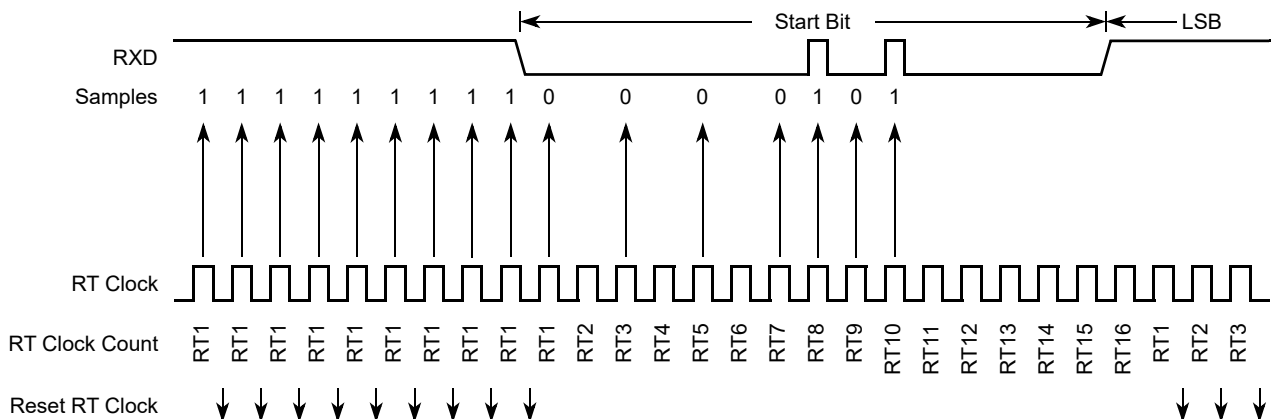 Start Bit LSB
RXD
Samples 1 1 1 1 1 1 1 1 1 0 0 0 0 1 0 1
RT Clock
RT Clock Count RT1 RT1 RT1 RT1 RT1 RT1 RT1 RT1 RT1 RT1 RT2 RT3 RT4 RT5 RT6 RT7 RT8 RT9 RT10 RT11 RT12 RT13 RT14 RT15 RT16 RT1 RT2 RT3
Reset RT Clock